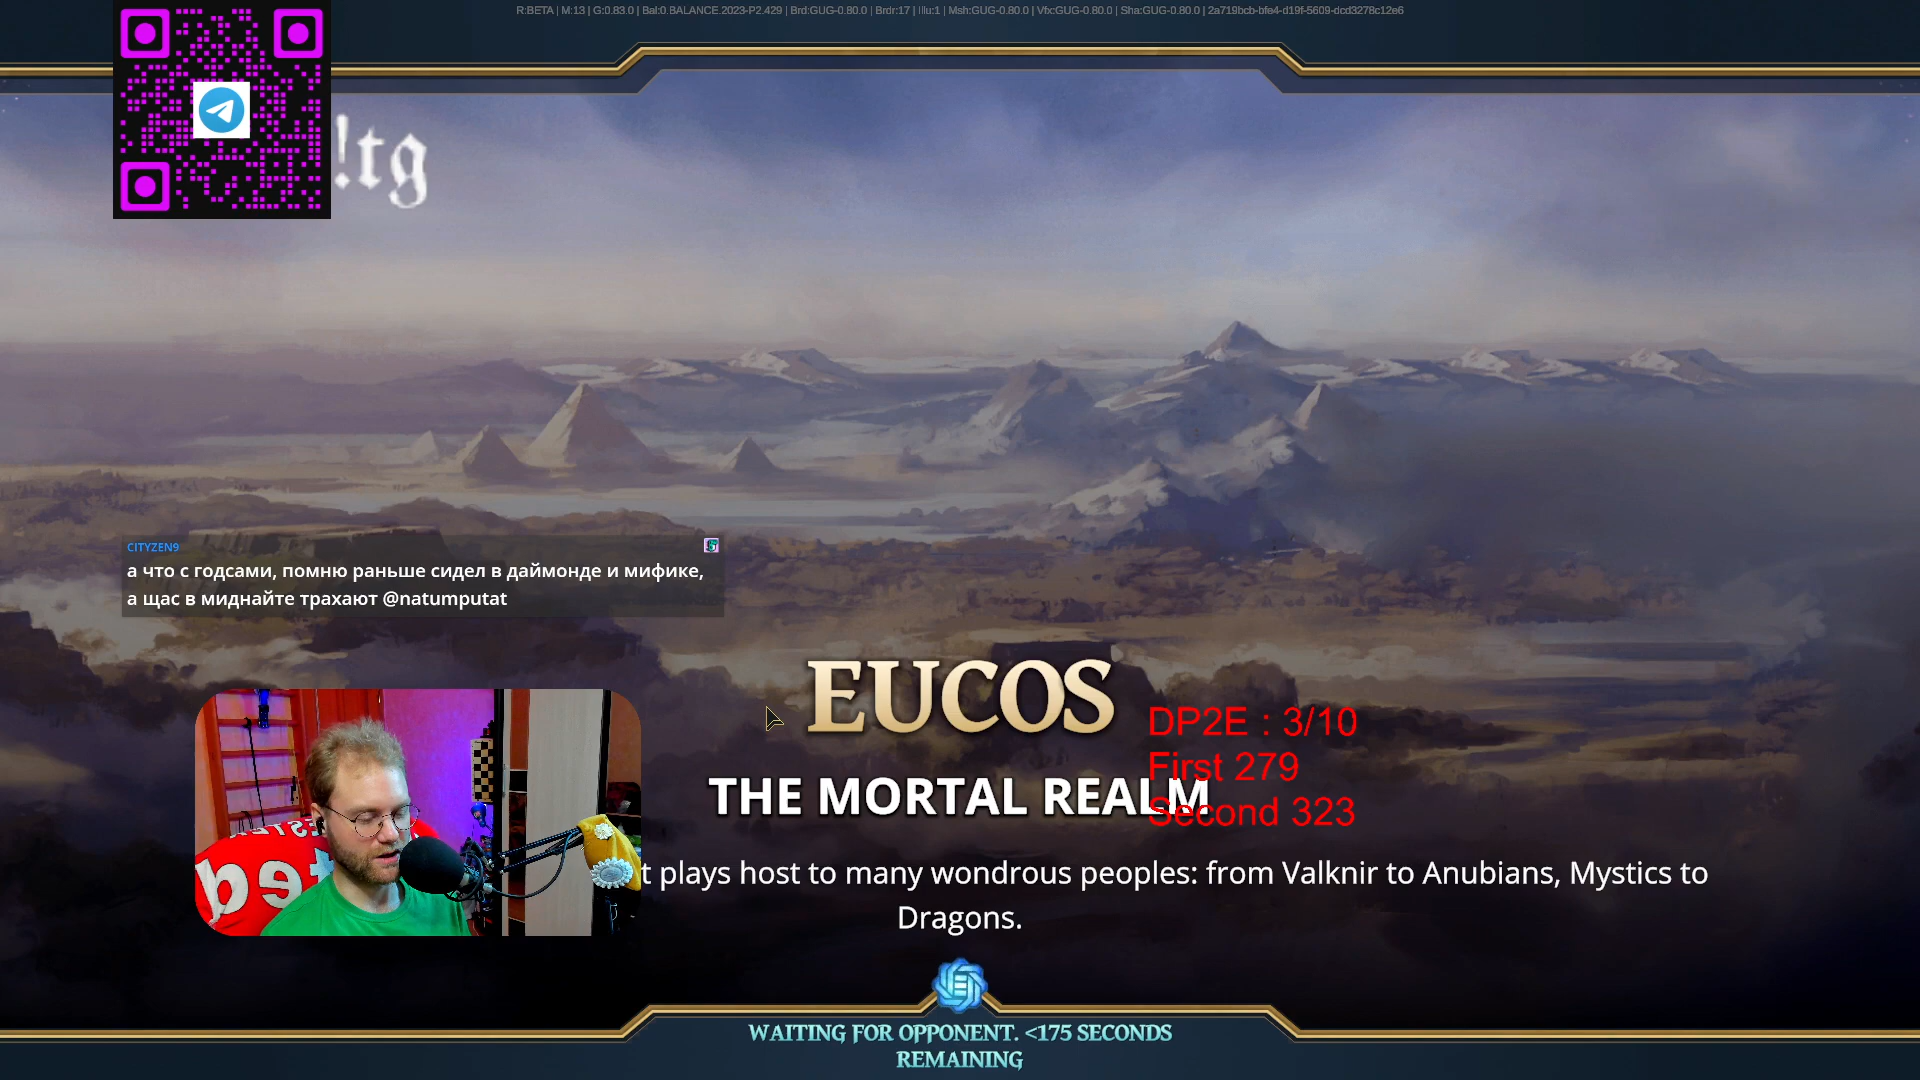 R:BETA | M:13 | G:0.83.0 | Bal:0.BALANCE.2023-P2.429 | Brd:GUG-0.80.0 | Brdr:17 | Illu:1 | Msh:GUG-0.80.0 | Vfx:GUG-0.80.0 | Sha:GUG-0.80.0 | 2a719bcb-bfe4-d19f-5609-dcd3278c12e6
!tg
CITYZEN9
а что с годсами, помню раньше сидел в даймонде и мифике,
а щас в миднайте трахают @natumputat
EUCOS
DP2E : 3/10
First 279
THE MORTAL REALM
Second 323
t plays host to many wondrous peoples: from Valknir to Anubians, Mystics to
Dragons.
WAITING FOR OPPONENT. <175 SECONDS
REMAINING